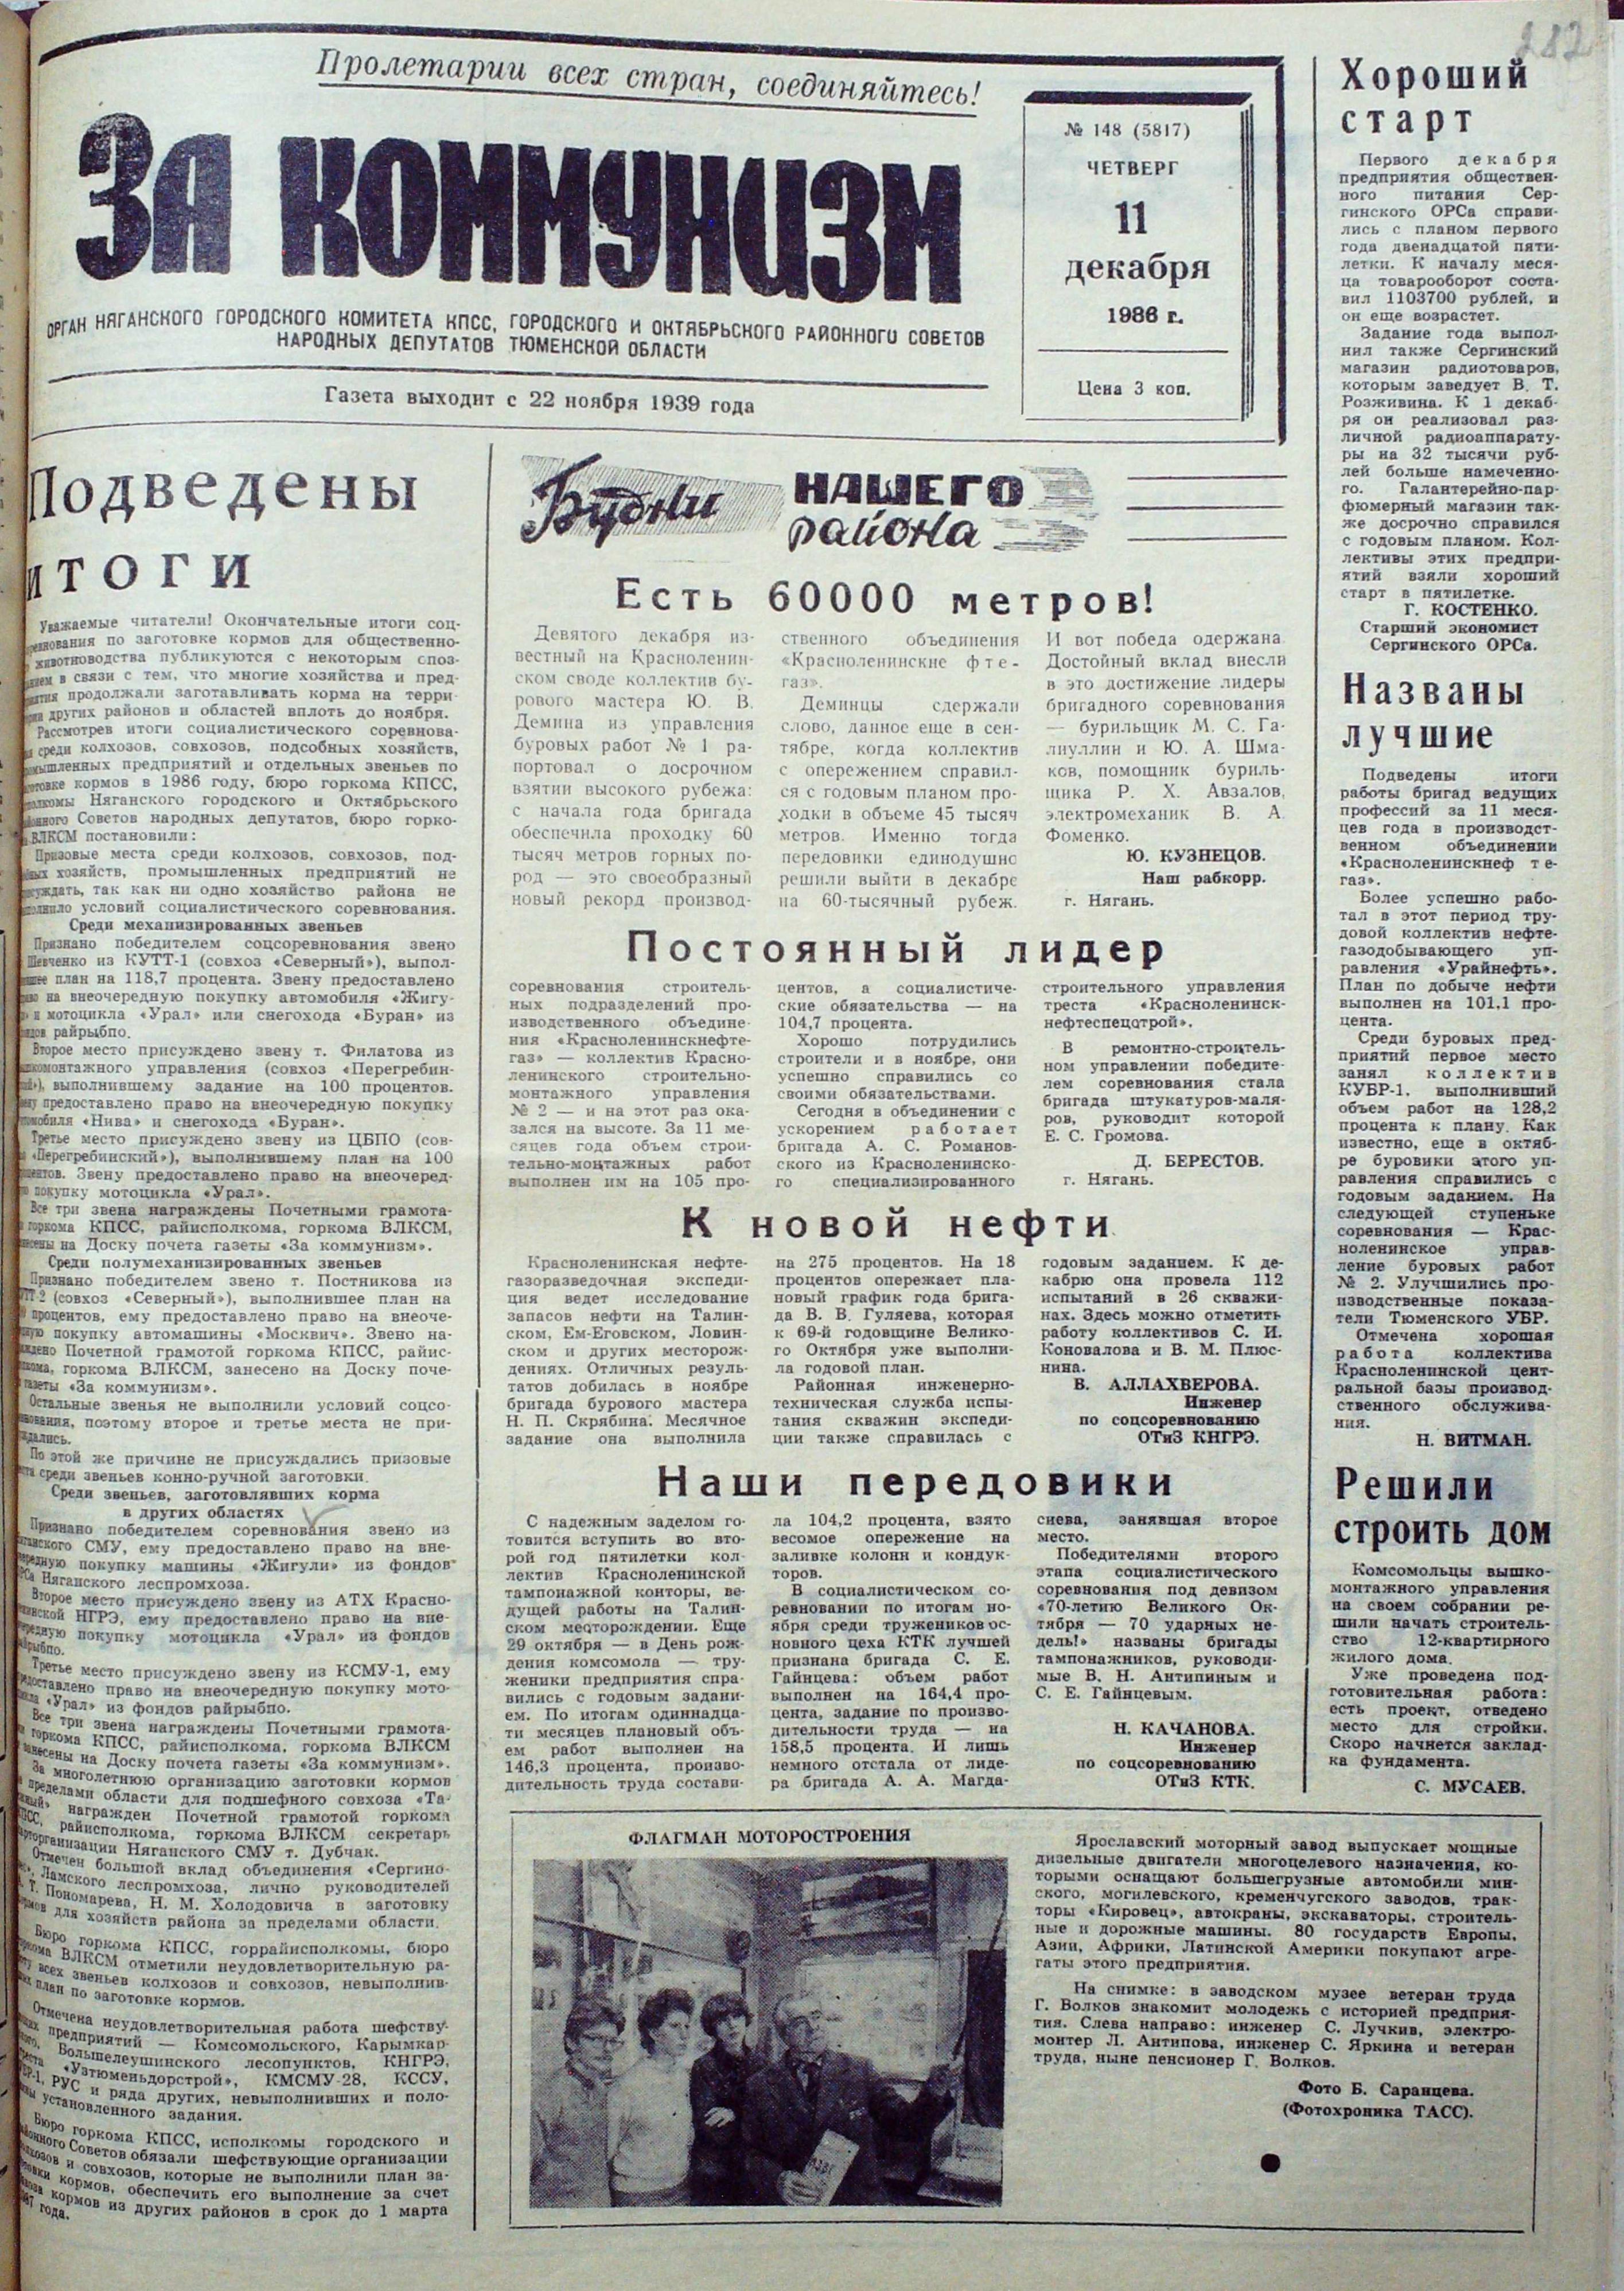 282
Пролетарии всех стран, соединяйтесь!
ЗА КОММУНИЗМ
ОРГАН НЯГАНСКОГО ГОРОДСКОГО КОМИТЕТА КПСС, ГОРОДСКОГО И ОКТЯБРЬСКОГО РАЙОННОГО СОВЕТОВ
НАРОДНЫХ ДЕПУТАТОВ ТЮМЕНСКОЙ ОБЛАСТИ
Газета выходит с 22 ноября 1939 года
№ 148 (5817)
ЧЕТВЕРГ
11
декабря
1986 г.
Цена 3 коп.
Подведены
итоги
Уважаемые читатели! Окончательные итоги соц-
по заготовке кормов для общественно-
животноводства публикуются с некоторым опоз-
в связи с тем, что многие хозяйства и пред-
продолжали заготавливать корма на терри-
других районов и областей вплоть до ноября.
Рассмотрев итоги социалистического соревнова-
среди колхозов, совхозов, подсобных хозяйств,
предприятий и отдельных звеньев по
кормов в 1986 году, бюро горкома КПСС,
Няганского городского и Октябрьского
Советов народных депутатов, бюро горко-
ВЛКСМ постановили:
Призовые места среди колхозов, совхозов, под-
хозяйств, промышленных предприятий не
так как ни одно хозяйство района не
условий социалистического соревнования.
Среди механизированных звеньев
Признано победителем соцсоревнования звено
Шевченко из КУТТ-1 (совхоз «Северный»), выпол-
план на 118,7 процента. Звену предоставлено
на внеочередную покупку автомобиля «Жигу-
и мотоцикла «Урал» или снегохода «Буран» из
райрыбпо.
Второе место присуждено звену т. Филатова из
управления (совхоз «Перегребин-
выполнившему задание на 100 процентов.
предоставлено право на внеочередную покупку
«Нива» и снегохода «Буран».
Третье место присуждено звену из ЦБПО (сов-
«Перегребинский»), выполнившему план на 100
Звену предоставлено право на внеочеред-
покупку мотоцикла «Урал».
Все три звена награждены Почетными грамота-
горкома КПСС, райисполкома, горкома ВЛКСМ,
на Доску почета газеты «За коммунизм».
Среди полумеханизированных звеньев
Признано победителем звено т. Постникова из
(совхоз «Северный»), выполнившее план на
процентов, ему предоставлено право на внеоче-
покупку автомашины «Москвич». Звено на-
Почетной грамотой горкома КПСС, райис-
горкома ВЛКСМ, занесено на Доску поче-
газеты «За коммунизм».
Остальные звенья не выполнили условий соцсо-
поэтому второе и третье места не при-
По этой же причине не присуждались призовые
среди звеньев конно-ручной заготовки.
Среди звеньев, заготовлявших корма
в других областях
Признано победителем соревнования звено из
СМУ, ему предоставлено право на вне-
покупку машины «Жигули» из фондов
Няганского леспромхоза.
Второе место присуждено звену из АТХ Красно-
НГРЭ, ему предоставлено право на вне-
покупку мотоцикла «Урал» из фондов
Третье место присуждено звену из КСМУ-1, ему
право на внеочередную покупку мото-
«Урал» из фондов райрыбпо.
Все три звена награждены Почетными грамота-
горкома КПСС, райисполкома, горкома ВЛКСМ
на Доску почета газеты «За коммунизм».
За многолетнюю организацию заготовки кормов
пределами области для подшефного совхоза «Та-
награжден Почетной грамотой горкома
райисполкома, горкома ВЛКСМ секретарь
Няганского СМУ т. Дубчак.
Отмечен большой вклад объединения «Сергино-
Ламского леспромхоза, лично руководителей
Т. Пономарева, Н. М. Холодовича в заготовку
для хозяйств района за пределами области.
Бюро горкома КПСС, горрайисполкомы, бюро
ВЛКСМ отметили неудовлетворительную ра-
всех звеньев колхозов и совхозов, невыполнив-
план по заготовке кормов.
Отмечена неудовлетворительная работа шефству-
предприятий — Комсомольского, Карымкар-
Большелеушинского лесопунктов, КНГРЭ,
КМСМУ-28, КССУ,
РУС и ряда других, невыполнивших и поло-
установленного задания.
Бюро горкома КПСС, исполкомы городского и
Советов обязали шефствующие организации
и совхозов, которые не выполнили план за-
кормов, обеспечить его выполнение за счет
кормов из других районов в срок до 1 марта
года.
Будни НАШЕГО района
Есть 60000 метров!
Девятого декабря из-
вестный на Красноленин-
ском своде коллектив бу-
рового мастера Ю. В.
Демина из управления
буровых работ № 1 ра-
портовал о досрочном
взятии высокого рубежа:
с начала года бригада
обеспечила проходку 60
тысяч метров горных по-
род — это своеобразный
новый рекорд производ-
ственного объединения
«Красноленинскнефте-
газ».
Деминцы сдержали
слово, данное еще в сен-
тябре, когда коллектив
с опережением справил-
ся с годовым планом про-
ходки в объеме 45 тысяч
метров. Именно тогда
передовики единодушно
решили выйти в декабре
на 60-тысячный рубеж.
И вот победа одержана.
Достойный вклад внесли
в это достижение лидеры
бригадного соревнования
— бурильщик М. С. Га-
лиуллин и Ю. А. Шма-
ков, помощник буриль-
щика Р. Х. Авзалов,
электромеханик В. А.
Фоменко.
Ю. КУЗНЕЦОВ.
Наш рабкорр.
г. Нягань.
Постоянный лидер
соревнования строитель-
ных подразделений про-
изводственного объедине-
ния «Красноленинскнефте-
газ» — коллектив Красно-
ленинского строительно-
монтажного управления
№ 2 — и на этот раз ока-
зался на высоте. За 11 ме-
сяцев года объем строи-
тельно-монтажных работ
выполнен им на 105 про-
центов, а социалистиче-
ские обязательства — на
104,7 процента.
Хорошо потрудились
строители и в ноябре, они
успешно справились со
своими обязательствами.
Сегодня в объединении с
ускорением работает
бригада А. С. Романов-
ского из Красноленинско-
го специализированного
строительного управления
треста «Красноленинск-
нефтеспецстрой».
В ремонтно-строитель-
ном управлении победите-
лем соревнования стала
бригада штукатуров-маля-
ров, руководит которой
Е. С. Громова.
Д. БЕРЕСТОВ.
г. Нягань.
К новой нефти
Красноленинская нефте-
газоразведочная экспеди-
ция ведет исследование
запасов нефти на Талин-
ском, Ем-Еговском, Ловин-
ском и других месторож-
дениях. Отличных резуль-
татов добилась в ноябре
бригада бурового мастера
Н. П. Скрябина. Месячное
задание она выполнила
на 275 процентов. На 18
процентов опережает пла-
новый график года брига-
да В. В. Гуляева, которая
к 69-й годовщине Велико-
го Октября уже выполни-
ла годовой план.
Районная инженерно-
техническая служба испы-
тания скважин экспеди-
ции также справилась с
годовым заданием. К де-
кабрю она провела 112
испытаний в 26 скважи-
нах. Здесь можно отметить
работу коллективов С. И.
Коновалова и В. М. Плюс-
нина.
В. АЛЛАХВЕРОВА.
Инженер
по соцсоревнованию
ОТиЗ КНГРЭ.
Наши передовики
С надежным заделом го-
товится вступить во вто-
рой год пятилетки кол-
лектив Красноленинской
тампонажной конторы, ве-
дущей работы на Талин-
ском месторождении. Еще
29 октября — в День рож-
дения комсомола — тру-
женики предприятия спра-
вились с годовым задани-
ем. По итогам одиннадца-
ти месяцев плановый объ-
ем работ выполнен на
146,3 процента, произво-
дительность труда состави-
ла 104,2 процента, взято
весомое опережение на
заливке колонн и кондук-
торов.
В социалистическом со-
ревновании по итогам но-
ября среди тружеников ос-
новного цеха КТК лучшей
признана бригада С. Е.
Гайнцева: объем работ
выполнен на 164,4 про-
цента, задание по произво-
дительности труда — на
158,5 процента. И лишь
немного отстала от лиде-
ра бригада А. А. Магда-
сиева, занявшая второе
место.
Победителями второго
этапа социалистического
соревнования под девизом
«70-летию Великого Ок-
тября — 70 ударных не-
дель!» названы бригады
тампонажников, руководи-
мые В. Н. Антипиным и
С. Е. Гайнцевым.
Н. КАЧАНОВА.
Инженер
по соцсоревнованию
ОТиЗ КТК.
Хороший
старт
Первого декабря
предприятия обществен-
ного питания Сер-
гинского ОРСа справи-
лись с планом первого
года двенадцатой пяти-
летки. К началу меся-
ца товарооборот соста-
вил 1103700 рублей, и
он еще возрастет.
Задание года выпол-
нил также Сергинский
магазин радиотоваров,
которым заведует В. Т.
Розживина. К 1 декаб-
ря он реализовал раз-
личной радиоаппарату-
ры на 32 тысячи руб-
лей больше намеченно-
го. Галантерейно-пар-
фюмерный магазин так-
же досрочно справился
с годовым планом. Кол-
лективы этих предпри-
ятий взяли хороший
старт в пятилетке.
Г. КОСТЕНКО.
Старший экономист
Сергинского ОРСа.
Названы
лучшие
Подведены итоги
работы бригад ведущих
профессий за 11 меся-
цев года в производст-
венном объединении
«Красноленинскнефте-
газ».
Более успешно рабо-
тал в этот период тру-
довой коллектив нефте-
газодобывающего уп-
равления «Урайнефть».
План по добыче нефти
выполнен на 101,1 про-
цента.
Среди буровых пред-
приятий первое место
занял коллектив
КУБР-1, выполнивший
объем работ на 128,2
процента к плану. Как
известно, еще в октяб-
ре буровики этого уп-
равления справились с
годовым заданием. На
следующей ступеньке
соревнования — Крас-
ноленинское управ-
ление буровых работ
№ 2. Улучшились про-
изводственные показа-
тели Тюменского УБР.
Отмечена хорошая
работа коллектива
Красноленинской цент-
ральной базы производ-
ственного обслужива-
ния.
Н. ВИТМАН.
Решили
строить дом
Комсомольцы вышко-
монтажного управления
на своем собрании ре-
шили начать строитель-
ство 12-квартирного
жилого дома.
Уже проведена под-
готовительная работа:
есть проект, отведено
место для стройки.
Скоро начнется заклад-
ка фундамента.
С. МУСАЕВ.
ФЛАГМАН МОТОРОСТРОЕНИЯ
Ярославский моторный завод выпускает мощные
дизельные двигатели многоцелевого назначения, ко-
торыми оснащают большегрузные автомобили мин-
ского, могилевского, кременчугского заводов, трак-
торы «Кировец», автокраны, экскаваторы, строитель-
ные и дорожные машины. 80 государств Европы,
Азии, Африки, Латинской Америки покупают агре-
гаты этого предприятия.
На снимке: в заводском музее ветеран труда
Г. Волков знакомит молодежь с историей предприя-
тия. Слева направо: инженер С. Лучкив, электро-
монтер Л. Антипова, инженер С. Яркина и ветеран
труда, ныне пенсионер Г. Волков.
Фото Б. Саранцева.
(Фотохроника ТАСС).